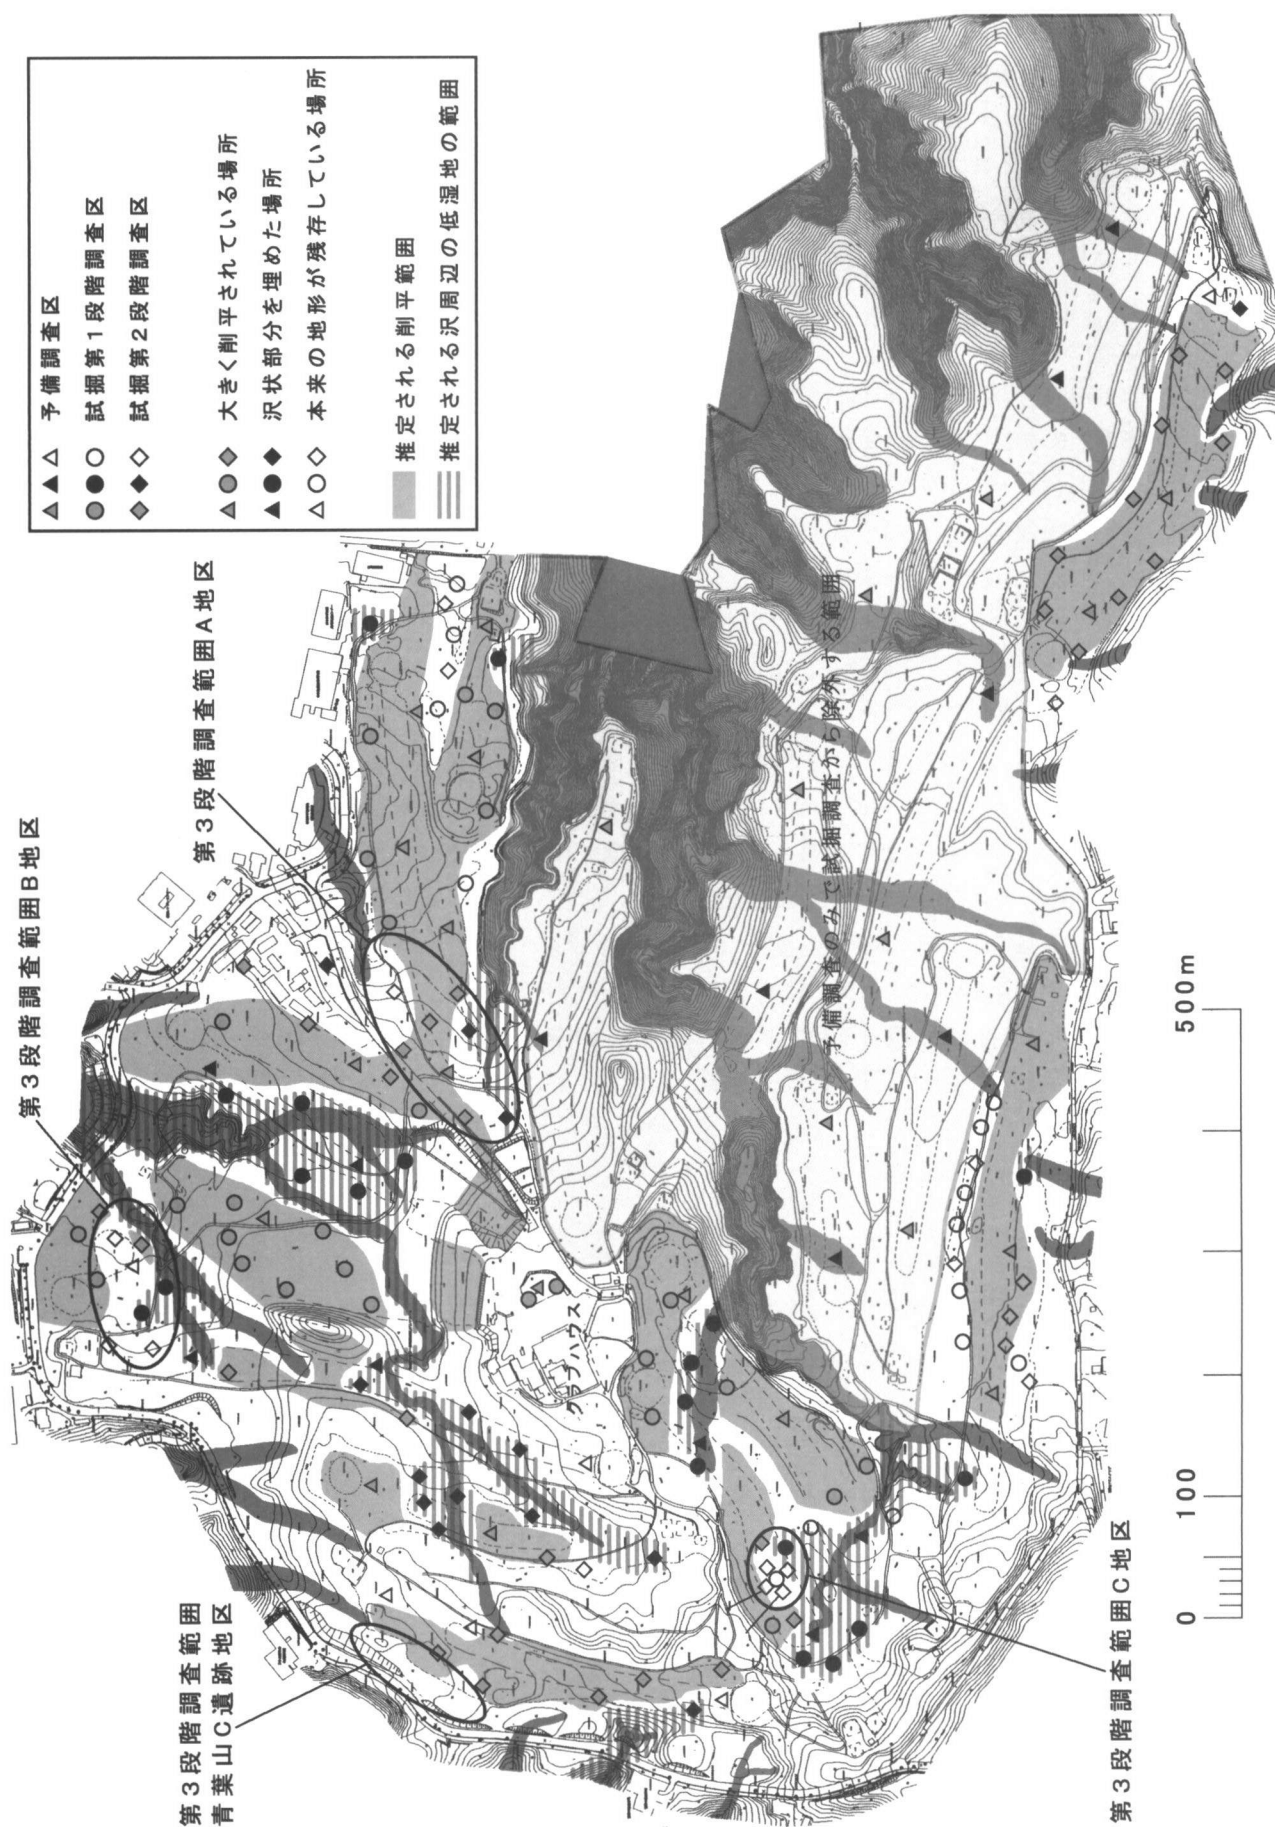 ▲▲△ 予備調査区
●●○ 試掘第1段階調査区
◆◆◇ 試掘第2段階調査区
▲●◆ 大きく削平されている場所
▲●◆ 沢状部分を埋めた場所
△○◇ 本来の地形が残存している場所
推定される削平範囲
推定される沢周辺の低湿地の範囲
第3段階調査範囲A地区
第3段階調査範囲B地区
第3段階調査範囲
青葉山C遺跡地区
クラブハウス
予備調査のみで試掘調査から除外する範囲
第3段階調査範囲C地区
0 100 500m